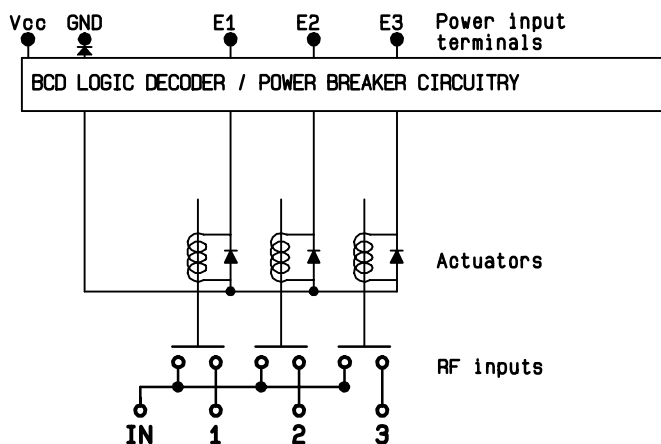 Vcc GND E1 E2 E3 Power input
terminals
BCD LOGIC DECODER / POWER BREAKER CIRCUITRY
Actuators
RF inputs
IN 1 2 3